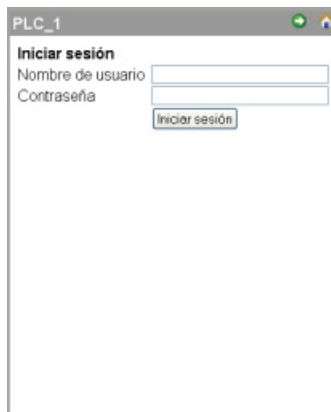 PLC_1
Iniciar sesión
Nombre de usuario
Contraseña
Iniciar sesión